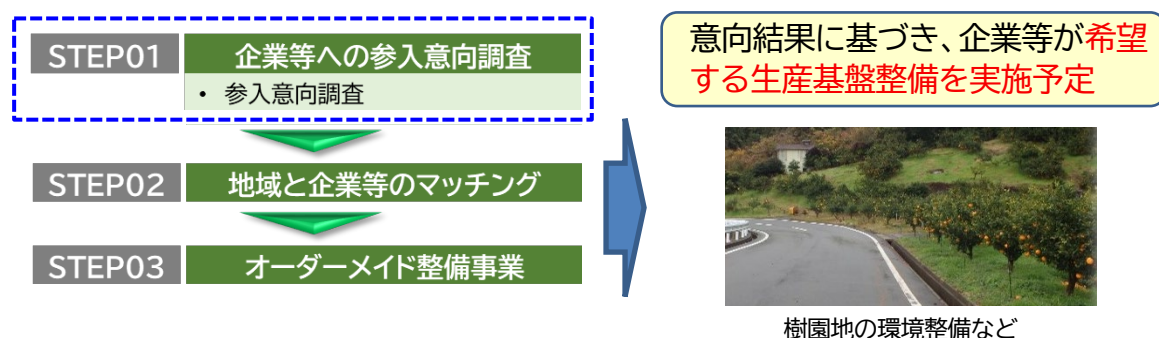 STEP01 企業等への参入意向調査
・ 参入意向調査
STEP02 地域と企業等のマッチング
STEP03 オーダーメイド整備事業
意向結果に基づき、企業等が希望
する生産基盤整備を実施予定
樹園地の環境整備など